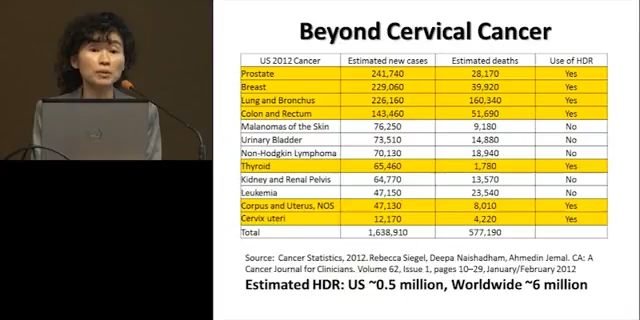 Beyond Cervical Cancer
US 2012 Cancer Estimated new cases Estimated deaths Use of HDR
Prostate 241,740 28,170 Yes
Breast 229,060 39,920 Yes
Lung and Bronchus 226,160 160,340 Yes
Colon and Rectum 143,460 51,690 Yes
Malanomas of the Skin 76,250 9,180 No
Urinary Bladder 73,510 14,880 No
Non-Hodgkin Lymphoma 70,130 18,940 No
Thyroid 65,460 1,780 Yes
Kidney and Renal Pelvis 64,770 13,570 No
Leukemia 47,150 23,540 No
Corpus and Uterus, NOS 47,130 8,010 Yes
Cervix uteri 12,170 4,220 Yes
Total 1,638,910 577,190
Source: Cancer Statistics, 2012. Rebecca Siegel, Deepa Naishadham, Ahmedin Jemal. CA: A
Cancer Journal for Clinicians. Volume 62, Issue 1, pages 10–29, January/February 2012
Estimated HDR: US ~0.5 million, Worldwide ~6 million